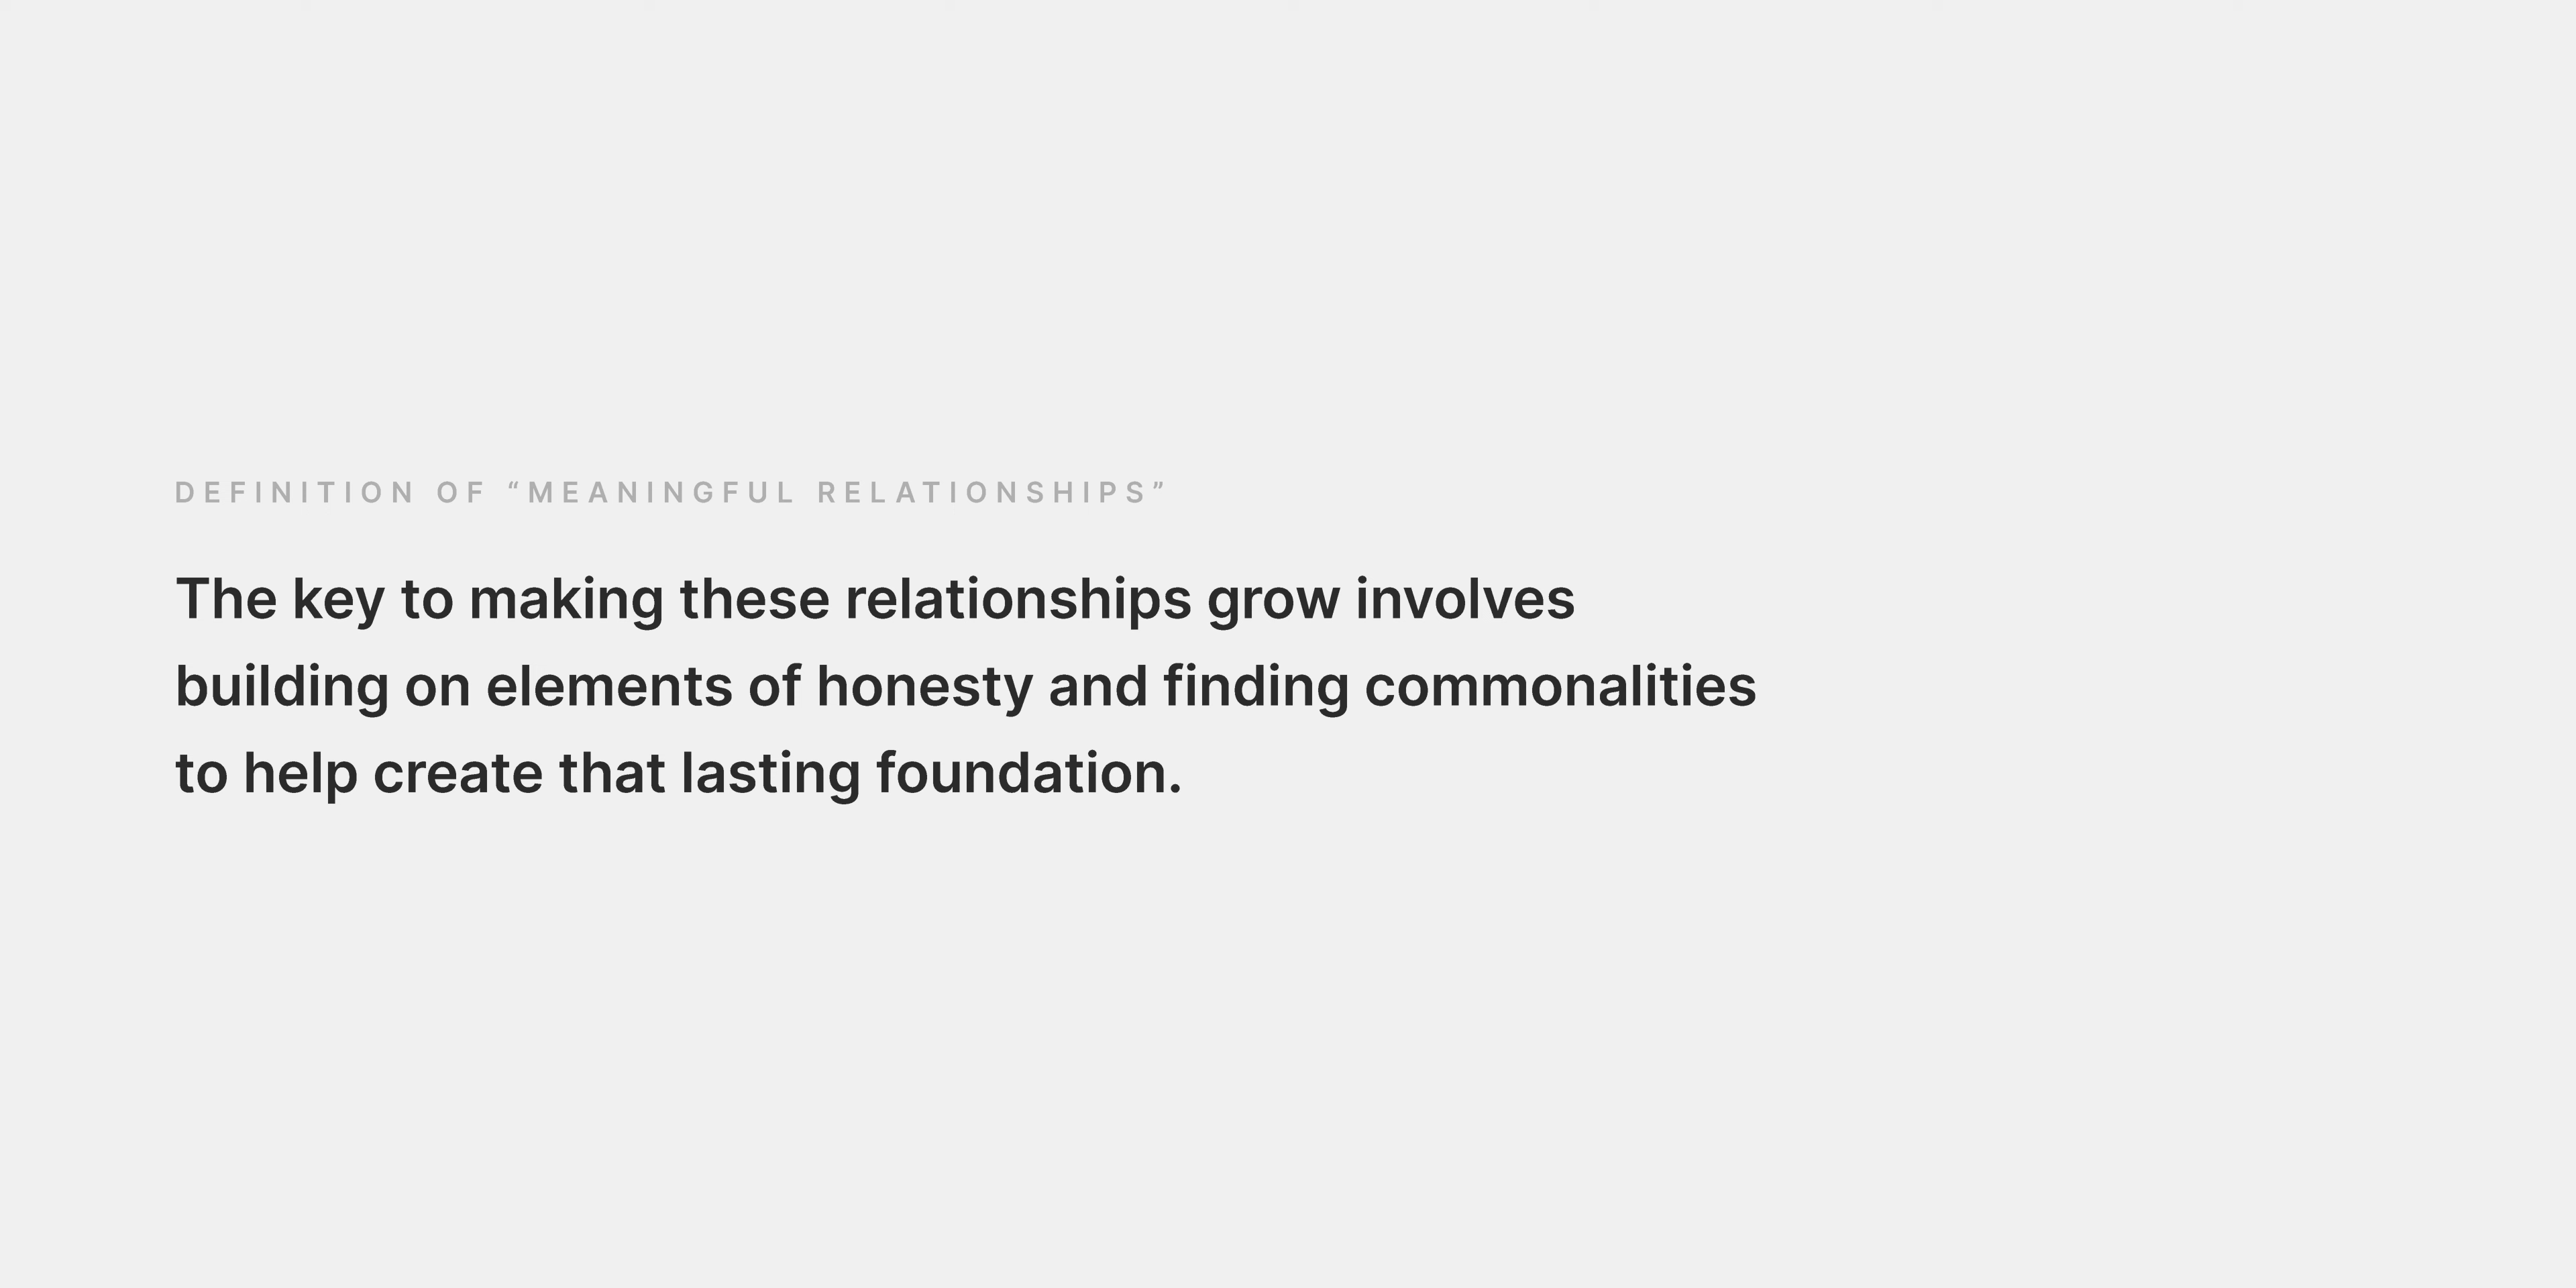 DEFINITION OF “MEANINGFUL RELATIONSHIPS”
The key to making these relationships grow involves
building on elements of honesty and finding commonalities
to help create that lasting foundation.